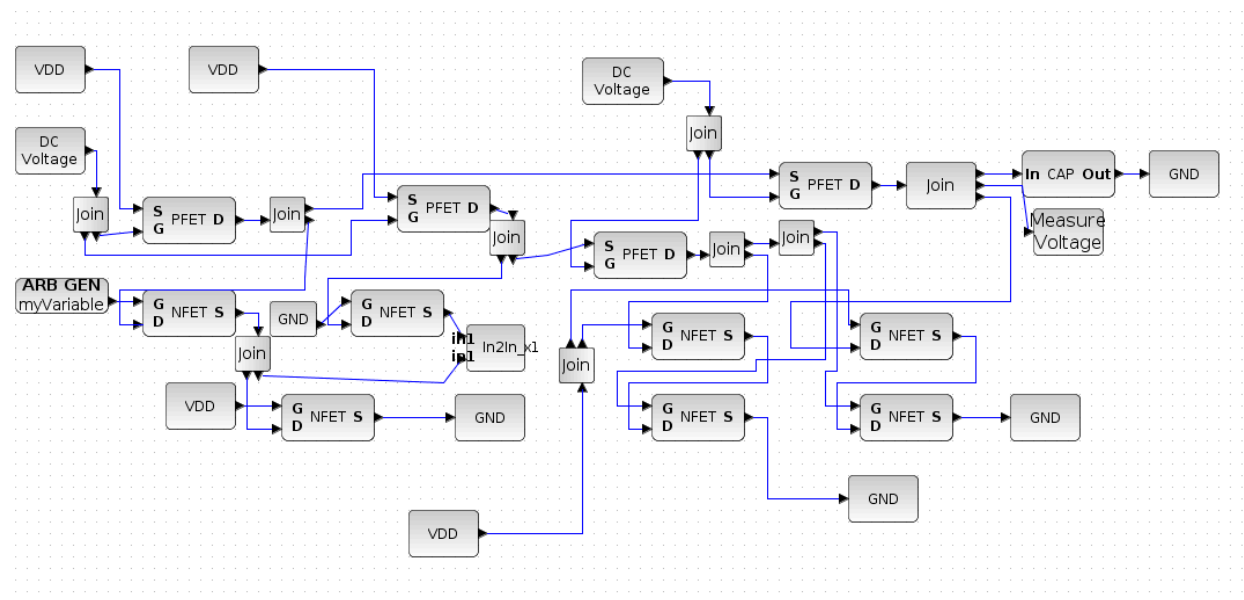 VDD
VDD
DC
Voltage
DC
Voltage
Join
Join
S
G
PFET D
Join
S
G
PFET D
Join
S
G
PFET D
Join
In CAP Out
GND
Measure
Voltage
S
G
PFET D
Join
Join
ARB GEN
myVariable
G
D
NFET S
Join
GND
G
D
NFET S
in1
in1
In2In_x1
Join
G
D
NFET S
G
D
NFET S
VDD
G
D
NFET S
GND
G
D
NFET S
G
D
NFET S
GND
GND
VDD